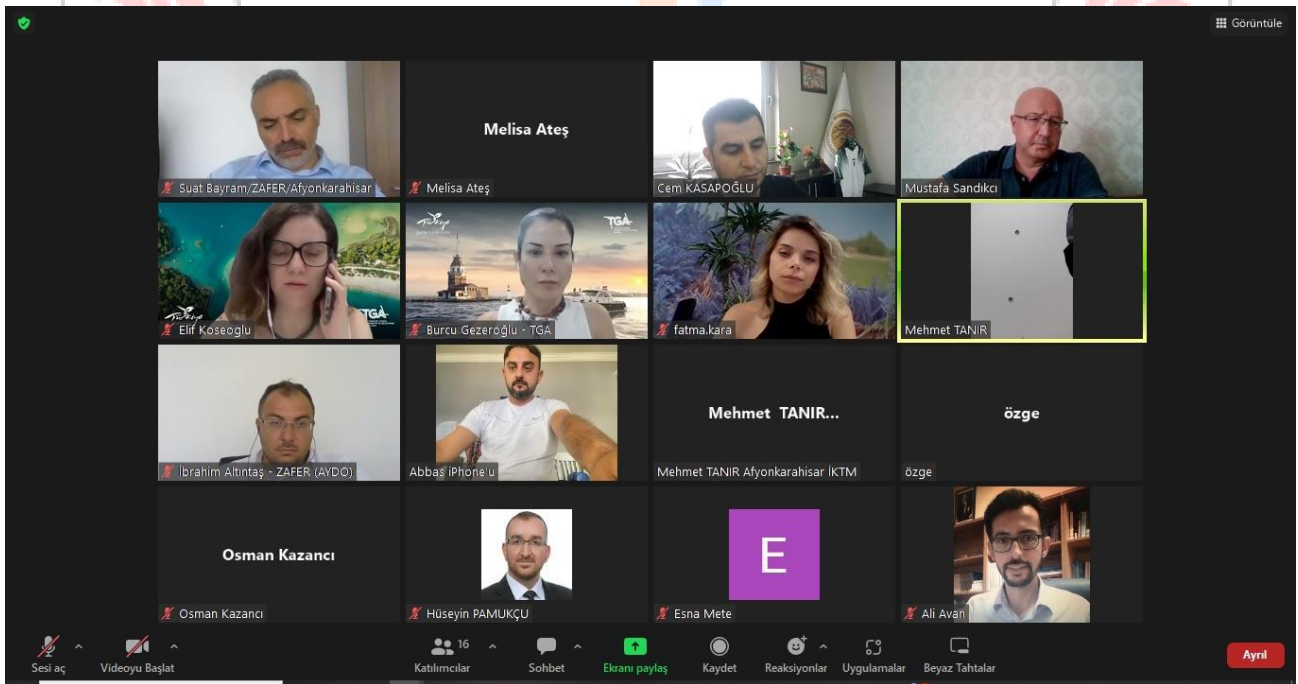 Görüntüle
Suat Bayram/ZAFER/Afyonkarahisar
Melisa Ateş
Melisa Ateş
Cem KASAPOĞLU
Mustafa Sandıkcı
Elif Koseoglu
TGA
Burcu Gezeroğlu - TGA
TGA
fatma.kara
Mehmet TANIR
İbrahim Altıntaş - ZAFER (AYDO)
Abbas iPhone'u
Mehmet TANIR...
Mehmet TANIR Afyonkarahisar İKTM
özge
özge
Osman Kazancı
Osman Kazancı
Hüseyin PAMUKÇU
E
Esna Mete
Ali Avan
Sesi aç
Videoyu Başlat
16
Katılımcılar
Sohbet
Ekranı paylaş
Kaydet
Reaksiyonlar
Uygulamalar
Beyaz Tahtalar
Ayrıl